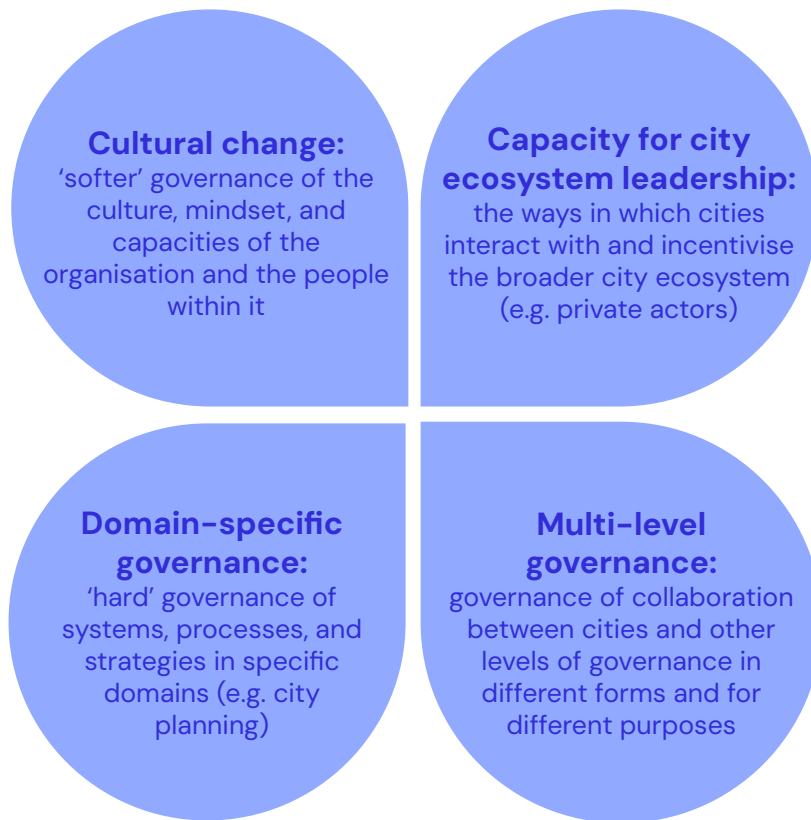 Cultural change:
‘softer’ governance of the
culture, mindset, and
capacities of the
organisation and the people
within it
Capacity for city
ecosystem leadership:
the ways in which cities
interact with and incentivise
the broader city ecosystem
(e.g. private actors)
Domain-specific
governance:
‘hard’ governance of
systems, processes, and
strategies in specific
domains (e.g. city
planning)
Multi-level
governance:
governance of collaboration
between cities and other
levels of governance in
different forms and for
different purposes